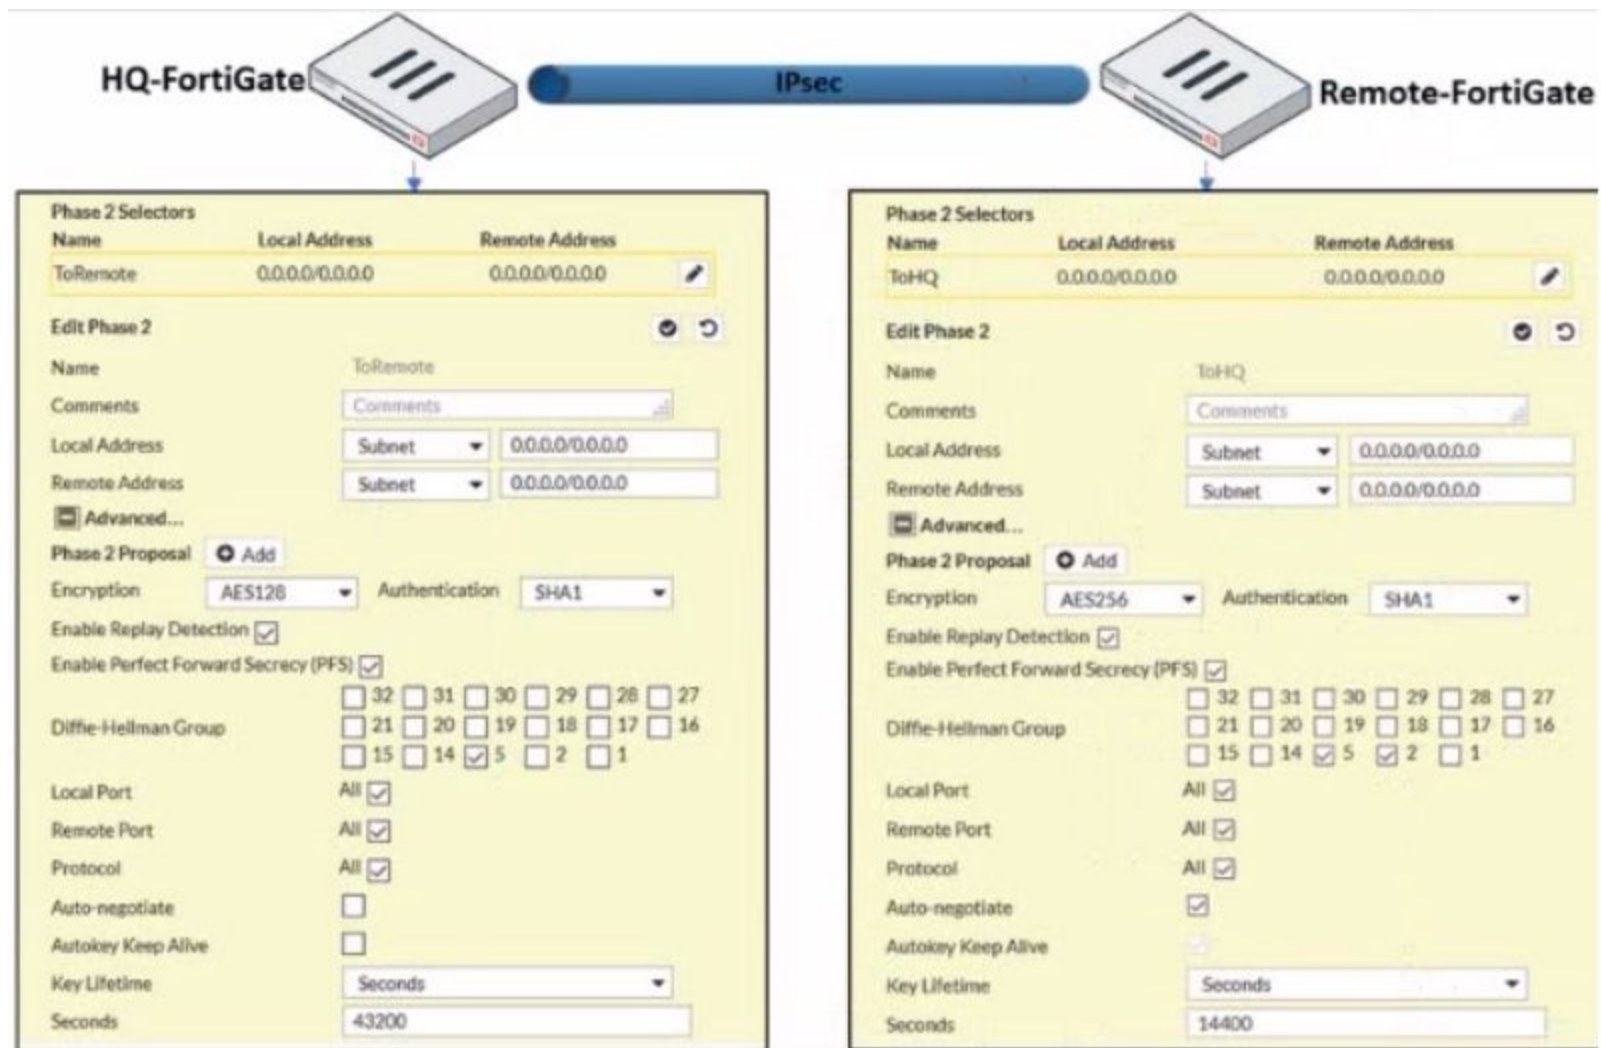 HQ-FortiGate
IPsec
Remote-FortiGate
Phase 2 Selectors
Name Local Address Remote Address
ToRemote 0.0.0.0/0.0.0.0 0.0.0.0/0.0.0.0
Edit Phase 2
Name ToRemote
Comments Comments
Local Address Subnet 0.0.0.0/0.0.0.0
Remote Address Subnet 0.0.0.0/0.0.0.0
Advanced...
Phase 2 Proposal Add
Encryption AES128 Authentication SHA1
Enable Replay Detection
Enable Perfect Forward Secrecy (PFS)
32 31 30 29 28 27
Diffie-Hellman Group 21 20 19 18 17 16
15 14 5 2 1
Local Port All
Remote Port All
Protocol All
Auto-negotiate
Autokey Keep Alive
Key Lifetime Seconds
Seconds 43200
Phase 2 Selectors
Name Local Address Remote Address
ToHQ 0.0.0.0/0.0.0.0 0.0.0.0/0.0.0.0
Edit Phase 2
Name ToHQ
Comments Comments
Local Address Subnet 0.0.0.0/0.0.0.0
Remote Address Subnet 0.0.0.0/0.0.0.0
Advanced...
Phase 2 Proposal Add
Encryption AES256 Authentication SHA1
Enable Replay Detection
Enable Perfect Forward Secrecy (PFS)
32 31 30 29 28 27
Diffie-Hellman Group 21 20 19 18 17 16
15 14 5 2 1
Local Port All
Remote Port All
Protocol All
Auto-negotiate
Autokey Keep Alive
Key Lifetime Seconds
Seconds 14400